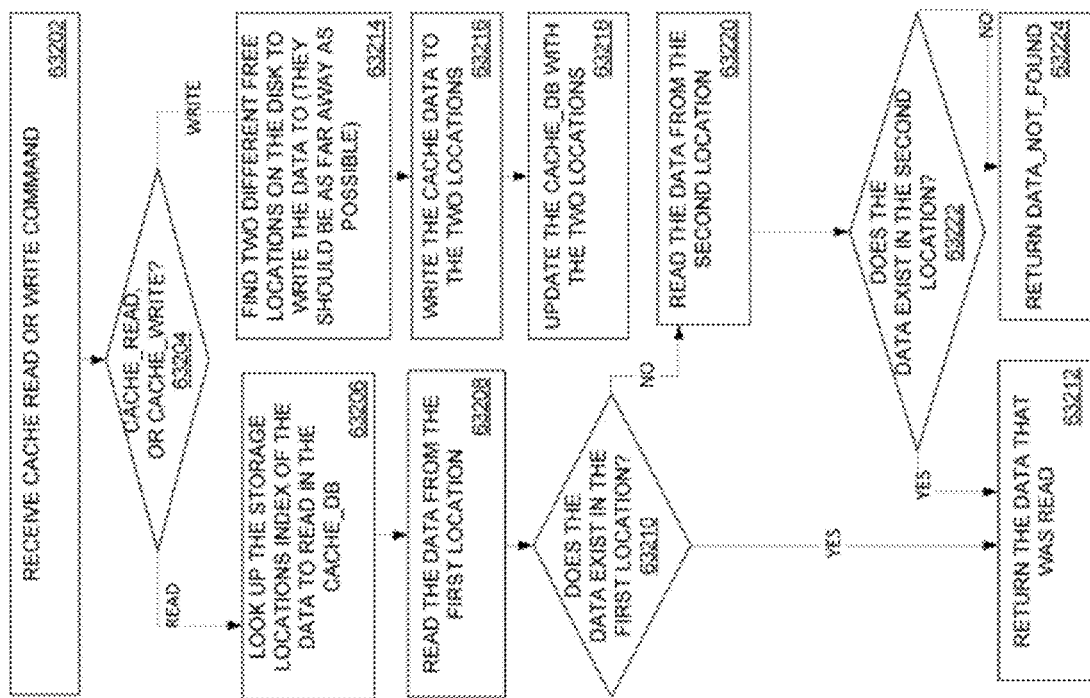 RECEIVE CACHE READ OR WRITE COMMAND
63202
CACHE_READ,
OR CACHE_WRITE?
63204
READ
WRITE
LOOK UP THE STORAGE
LOCATIONS INDEX OF THE
DATA TO READ IN THE
CACHE_DB
63206
READ THE DATA FROM THE
FIRST LOCATION
63208
DOES THE
DATA EXIST IN THE
FIRST LOCATION?
63210
NO
YES
RETURN THE DATA THAT
WAS READ
63212
FIND TWO DIFFERENT FREE
LOCATIONS ON THE DISK TO
WRITE THE DATA TO (THEY
SHOULD BE AS FAR AWAY AS
POSSIBLE)
63214
WRITE THE CACHE DATA TO
THE TWO LOCATIONS
63216
UPDATE THE CACHE_DB WITH
THE TWO LOCATIONS
63218
READ THE DATA FROM THE
SECOND LOCATION
63220
DOES THE
DATA EXIST IN THE SECOND
LOCATION?
63222
YES
NO
RETURN DATA_NOT_FOUND
63224